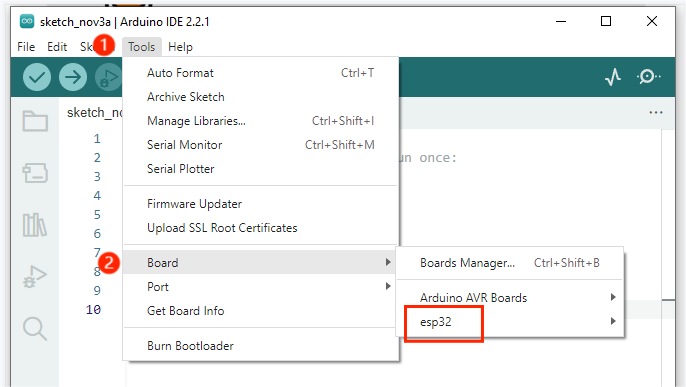 sketch_nov3a | Arduino IDE 2.2.1
File Edit Sk 1 Tools Help
Auto Format Ctrl+T
Archive Sketch
Manage Libraries... Ctrl+Shift+I
Serial Monitor Ctrl+Shift+M
Serial Plotter
Firmware Updater
Upload SSL Root Certificates
2 Board
Port
Get Board Info
Burn Bootloader
Boards Manager... Ctrl+Shift+B
Arduino AVR Boards
esp32
sketch_no
1
2 un once:
3
4
5
6
7
8
9
10